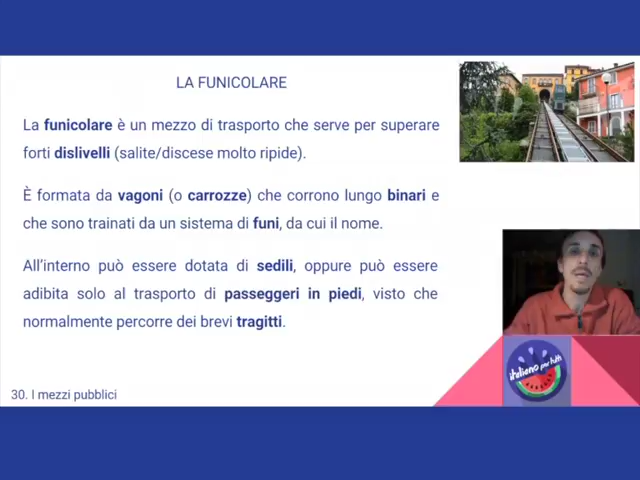 LA FUNICOLARE
La funicolare è un mezzo di trasporto che serve per superare
forti dislivelli (salite/discese molto ripide).
È formata da vagoni (o carrozze) che corrono lungo binari e
che sono trainati da un sistema di funi, da cui il nome.
All'interno può essere dotata di sedili, oppure può essere
adibita solo al trasporto di passeggeri in piedi, visto che
normalmente percorre dei brevi tragitti.
italiano per tutti
30. I mezzi pubblici